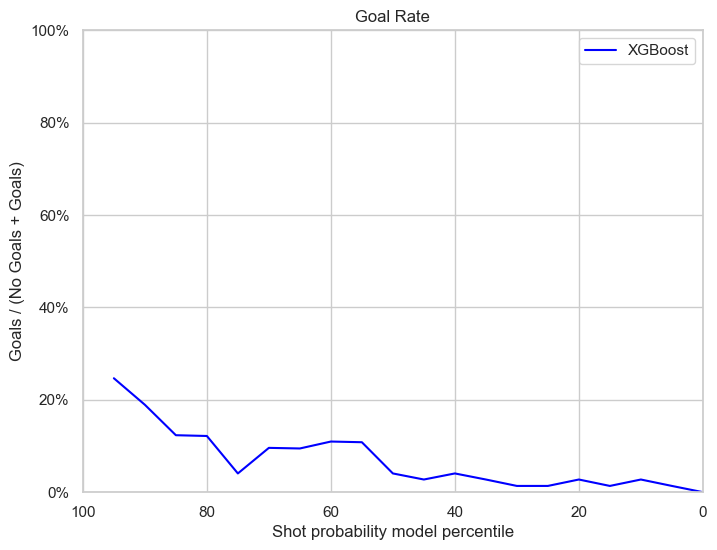 Goal Rate
100%
80%
60%
40%
20%
0%
Goals / (No Goals + Goals)
XGBoost
100 80 60 40 20 0
Shot probability model percentile